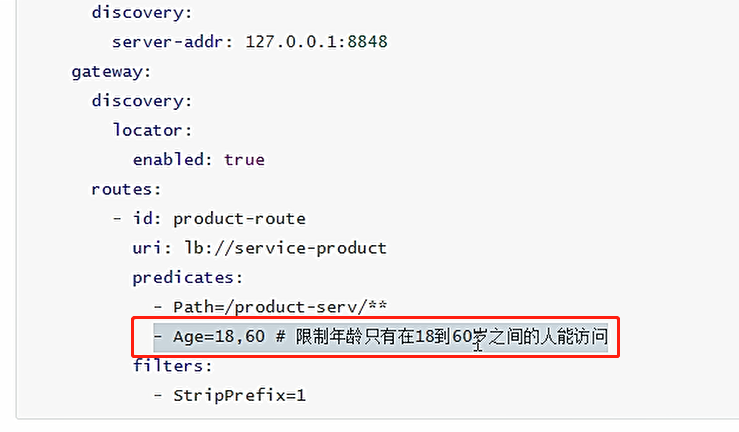 discovery:
server-addr: 127.0.0.1:8848
gateway:
discovery:
locator:
enabled: true
routes:
- id: product-route
uri: lb://service-product
predicates:
- Path=/product-serv/**
- Age=18,60 # 限制年龄只有在18到60岁之间的人能访问
filters:
- StripPrefix=1